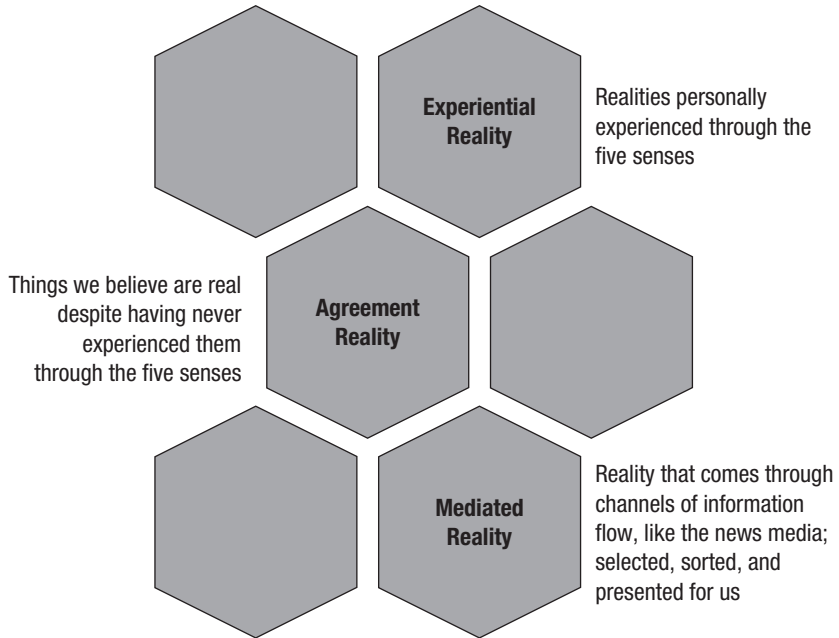 Experiential
Reality
Realities personally
experienced through the
five senses
Things we believe are real
despite having never
experienced them
through the five senses
Agreement
Reality
Mediated
Reality
Reality that comes through
channels of information
flow, like the news media;
selected, sorted, and
presented for us